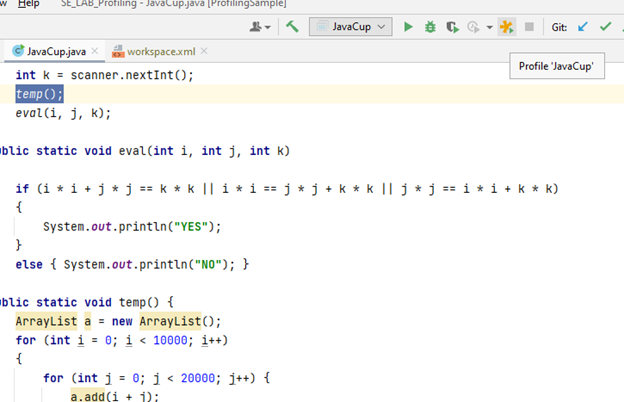 w Help SE_LAB_Profiling - JavaCup.java [ProfilingSample]
JavaCup Git:
JavaCup.java workspace.xml
Profile 'JavaCup'
int k = scanner.nextInt();
temp();
eval(i, j, k);
ublic static void eval(int i, int j, int k)
if (i * i + j * j == k * k || i * i == j * j + k * k || j * j == i * i + k * k)
{
System.out.println("YES");
}
else { System.out.println("NO"); }
ublic static void temp() {
ArrayList a = new ArrayList();
for (int i = 0; i < 10000; i++)
{
for (int j = 0; j < 20000; j++) {
a.add(i + j);